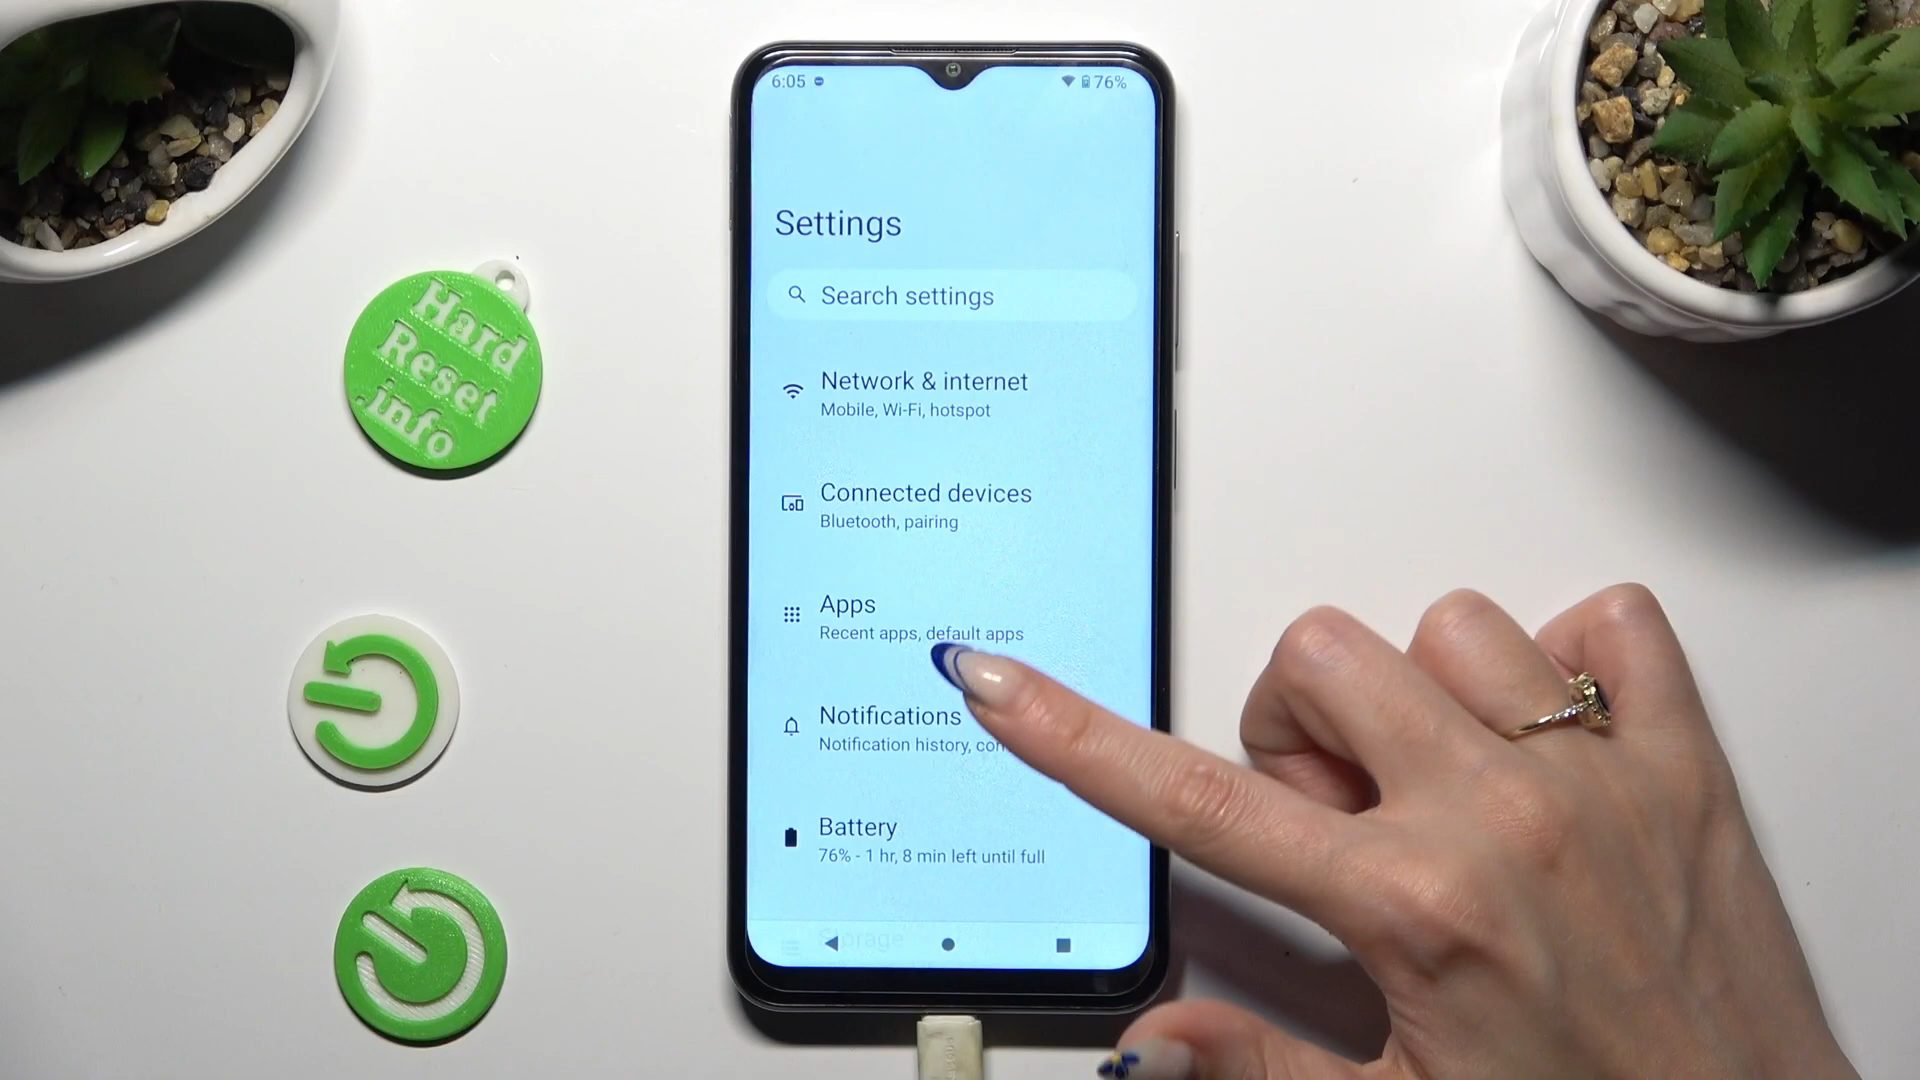 6:05
76%
Settings
Search settings
Network & internet
Mobile, Wi-Fi, hotspot
Connected devices
Bluetooth, pairing
Apps
Recent apps, default apps
Notifications
Notification history,
Battery
76% - 1 hr, 8 min left until full
Storage
Hard
Reset
.info